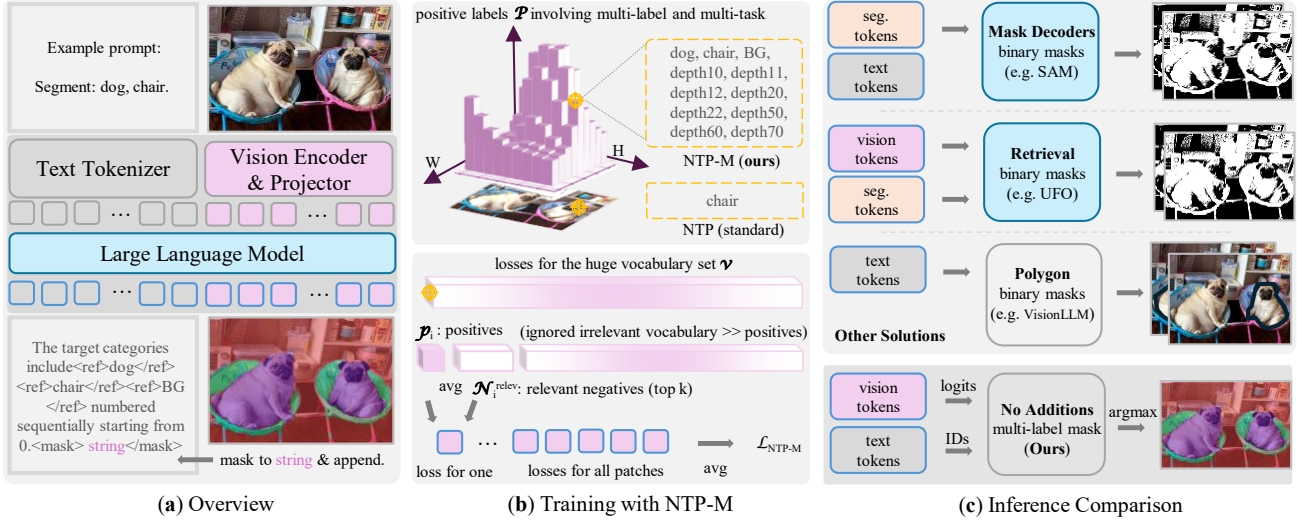 Example prompt:
Segment: dog, chair.
Text Tokenizer
Vision Encoder
& Projector
...
...
Large Language Model
...
...
The target categories
include<ref>dog</ref>
<ref>chair</ref><ref>BG
</ref> numbered
sequentially starting from
0.<mask> string</mask>
mask to string & append.
(a) Overview
positive labels 𝓟 involving multi-label and multi-task
W
H
dog, chair, BG,
depth10, depth11,
depth12, depth20,
depth22, depth50,
depth60, depth70
NTP-M (ours)
chair
NTP (standard)
losses for the huge vocabulary set 𝓥
𝓟i : positives
(ignored irrelevant vocabulary >> positives)
avg
𝓝i^relev: relevant negatives (top k)
...
loss for one
losses for all patches
avg
ℒNTP-M
(b) Training with NTP-M
seg.
tokens
text
tokens
Mask Decoders
binary masks
(e.g. SAM)
vision
tokens
seg.
tokens
Retrieval
binary masks
(e.g. UFO)
text
tokens
Polygon
binary masks
(e.g. VisionLLM)
Other Solutions
vision
tokens
logits
text
tokens
IDs
No Additions
multi-label mask
(Ours)
argmax
(c) Inference Comparison